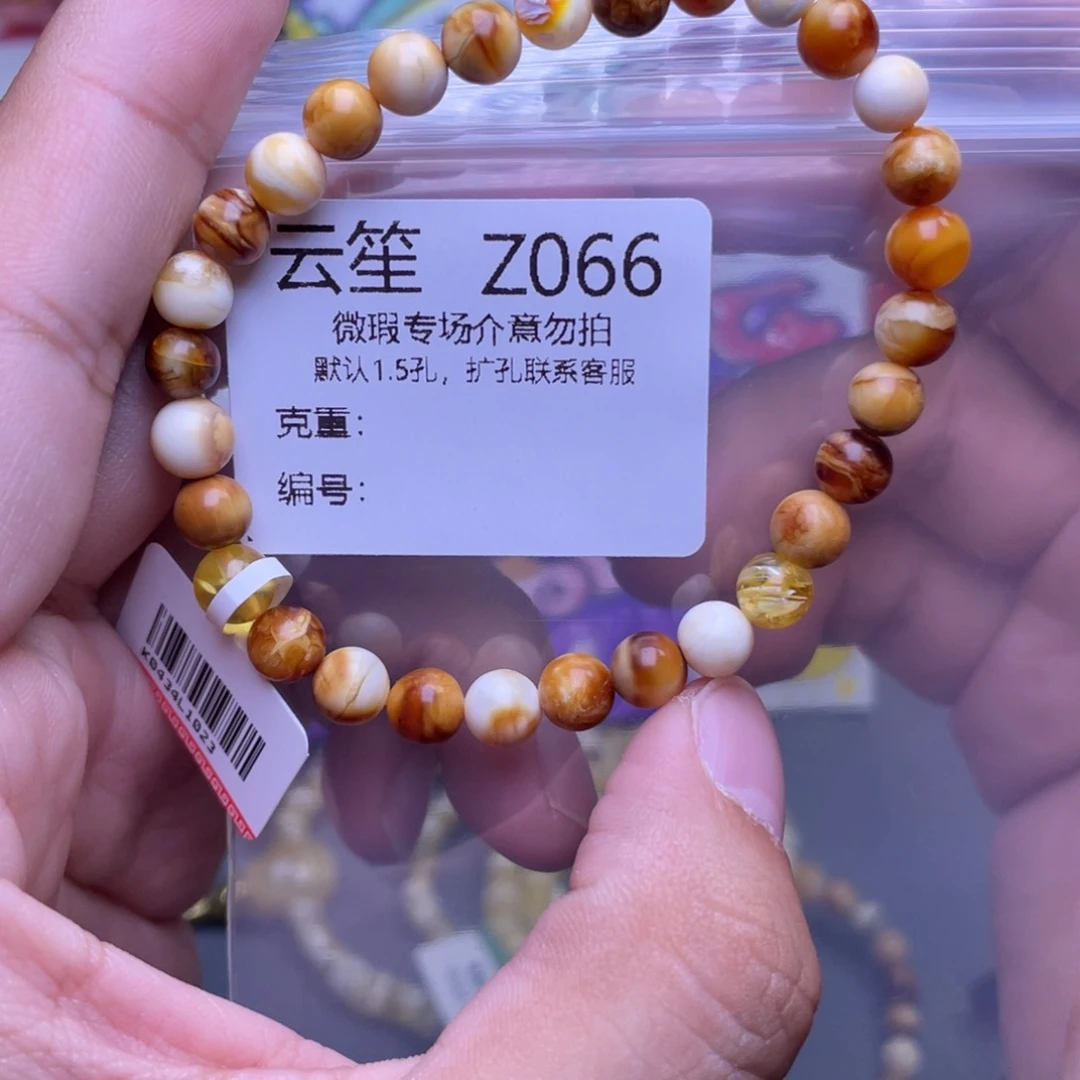 云笙 Z066
微瑕专场介意勿拍
默认1.5孔，扩孔联系客服
克重：
编号：
K0434L1023